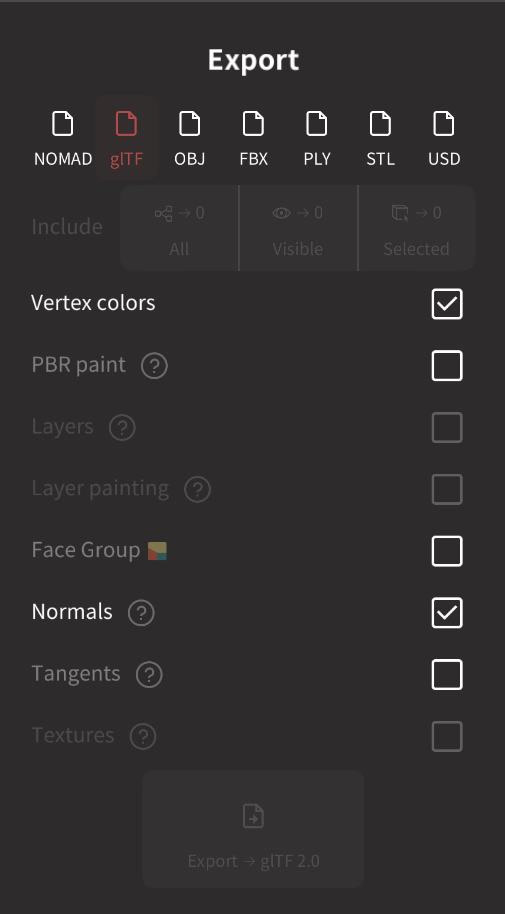 Export
NOMAD glTF OBJ FBX PLY STL USD
Include
→ 0 → 0 → 0
All Visible Selected
Vertex colors
PBR paint ?
Layers ?
Layer painting ?
Face Group
Normals ?
Tangents ?
Textures ?
Export → glTF 2.0